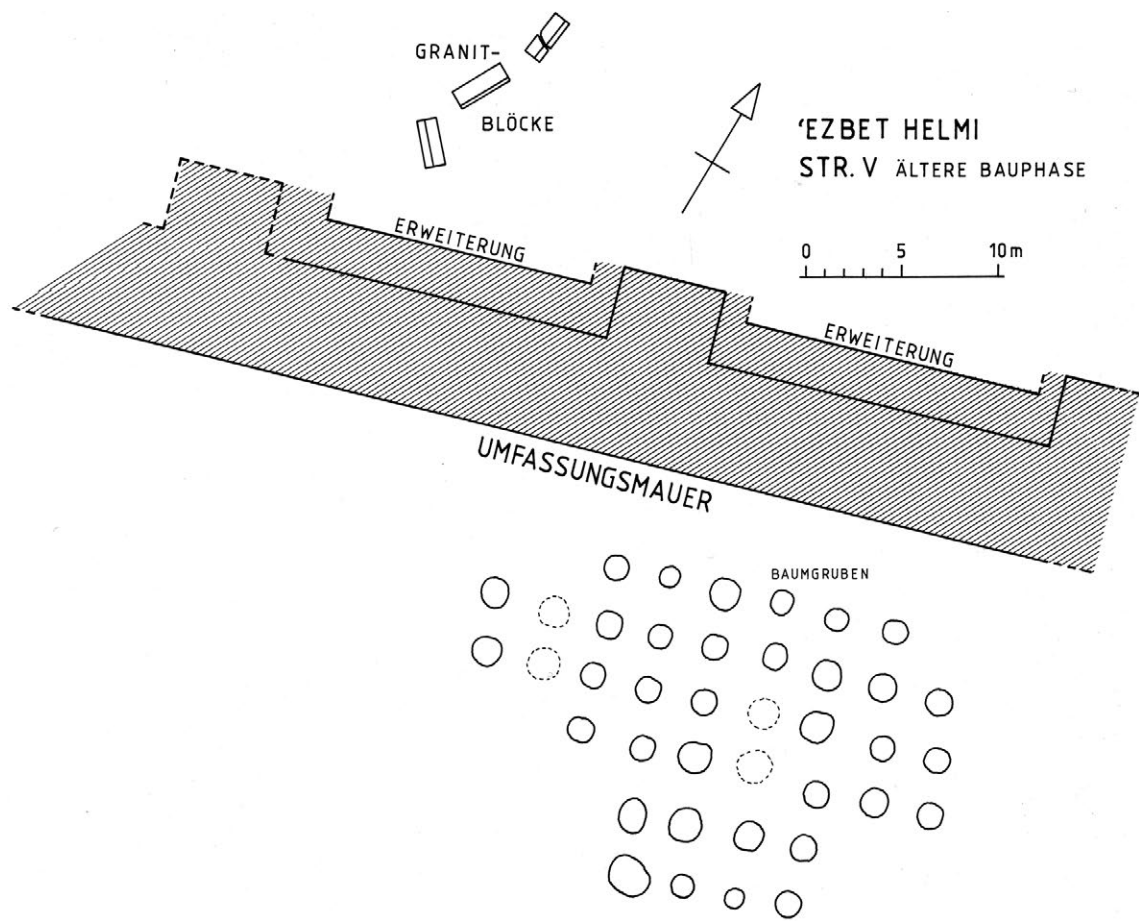 GRANIT-
BLÖCKE
'EZBET HELMI
STR. V ÄLTERE BAUPHASE
0 5 10 m
ERWEITERUNG
ERWEITERUNG
UMFASSUNGSMAUER
BAUMGRUBEN